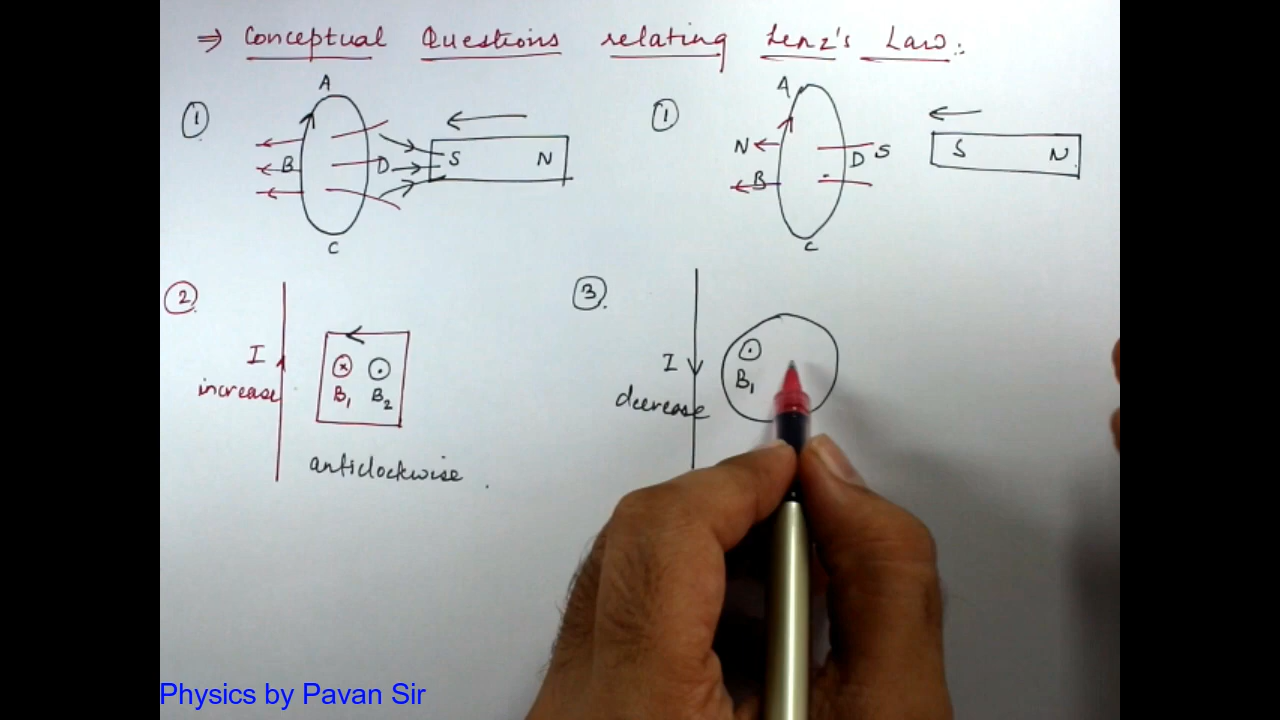 ⇒ Conceptual Questions relating Lenz's Law:
① A B C D S N
① A N B D S C S N
② I increase B₁ B₂
anticlockwise.
③ I decrease B₁
Physics by Pavan Sir